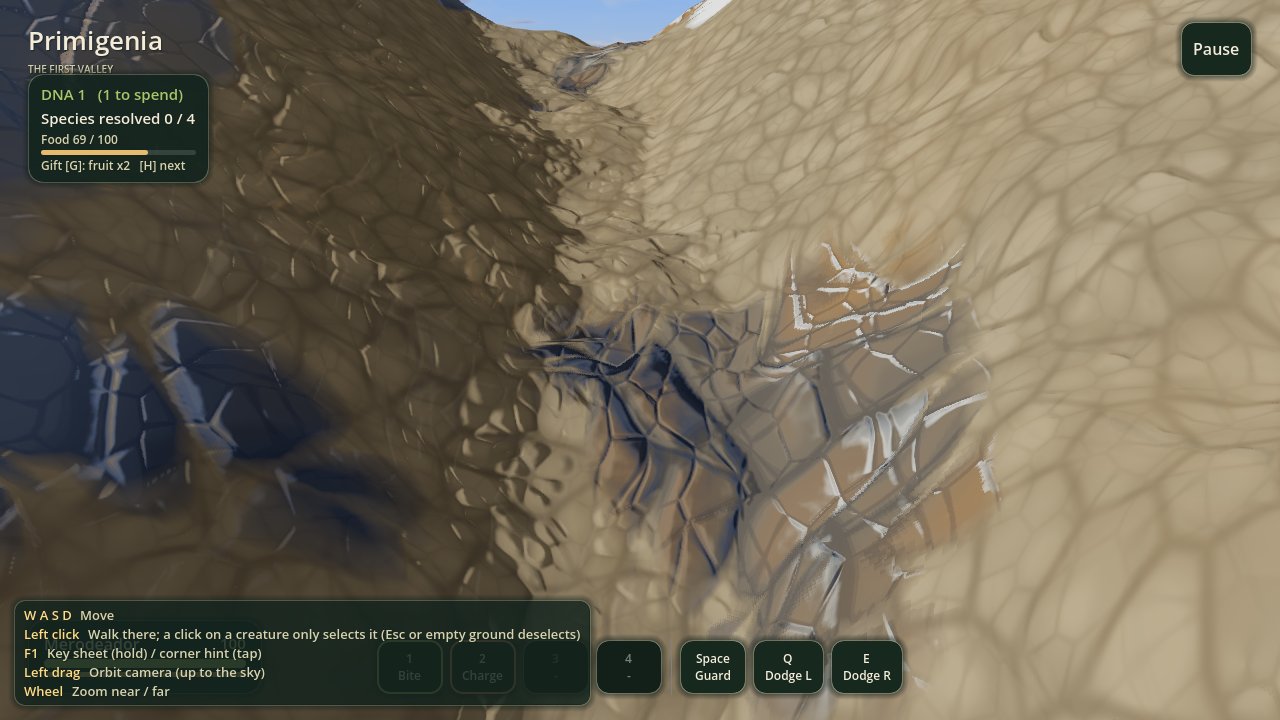 Primigenia
THE FIRST VALLEY
DNA 1 (1 to spend)
Species resolved 0 / 4
Food 69 / 100
Gift [G]: fruit x2 [H] next
Pause
W A S D Move
Left click Walk there; a click on a creature only selects it (Esc or empty ground deselects)
F1 Key sheet (hold) / corner hint (tap)
Left drag Orbit camera (up to the sky)
Wheel Zoom near / far
Merodeador 100
1
Bite
2
Charge
3
-
4
-
Space
Guard
Q
Dodge L
E
Dodge R